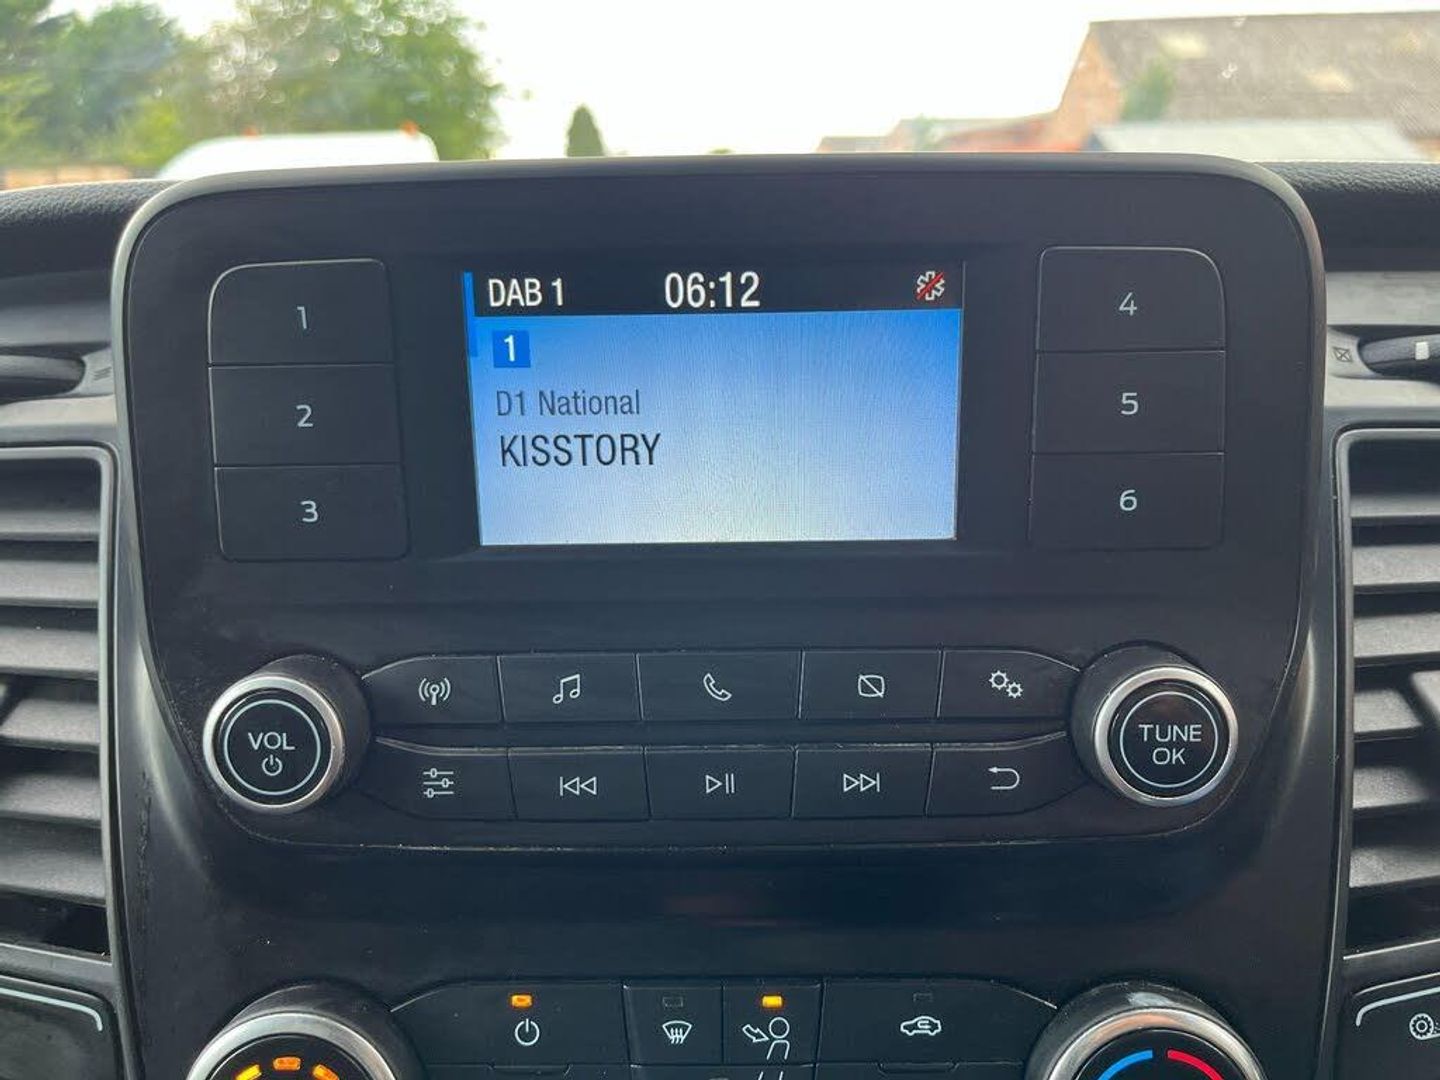 DAB 1 06:12
1
D1 National
KISSTORY
1
2
3
4
5
6
VOL
TUNE
OK